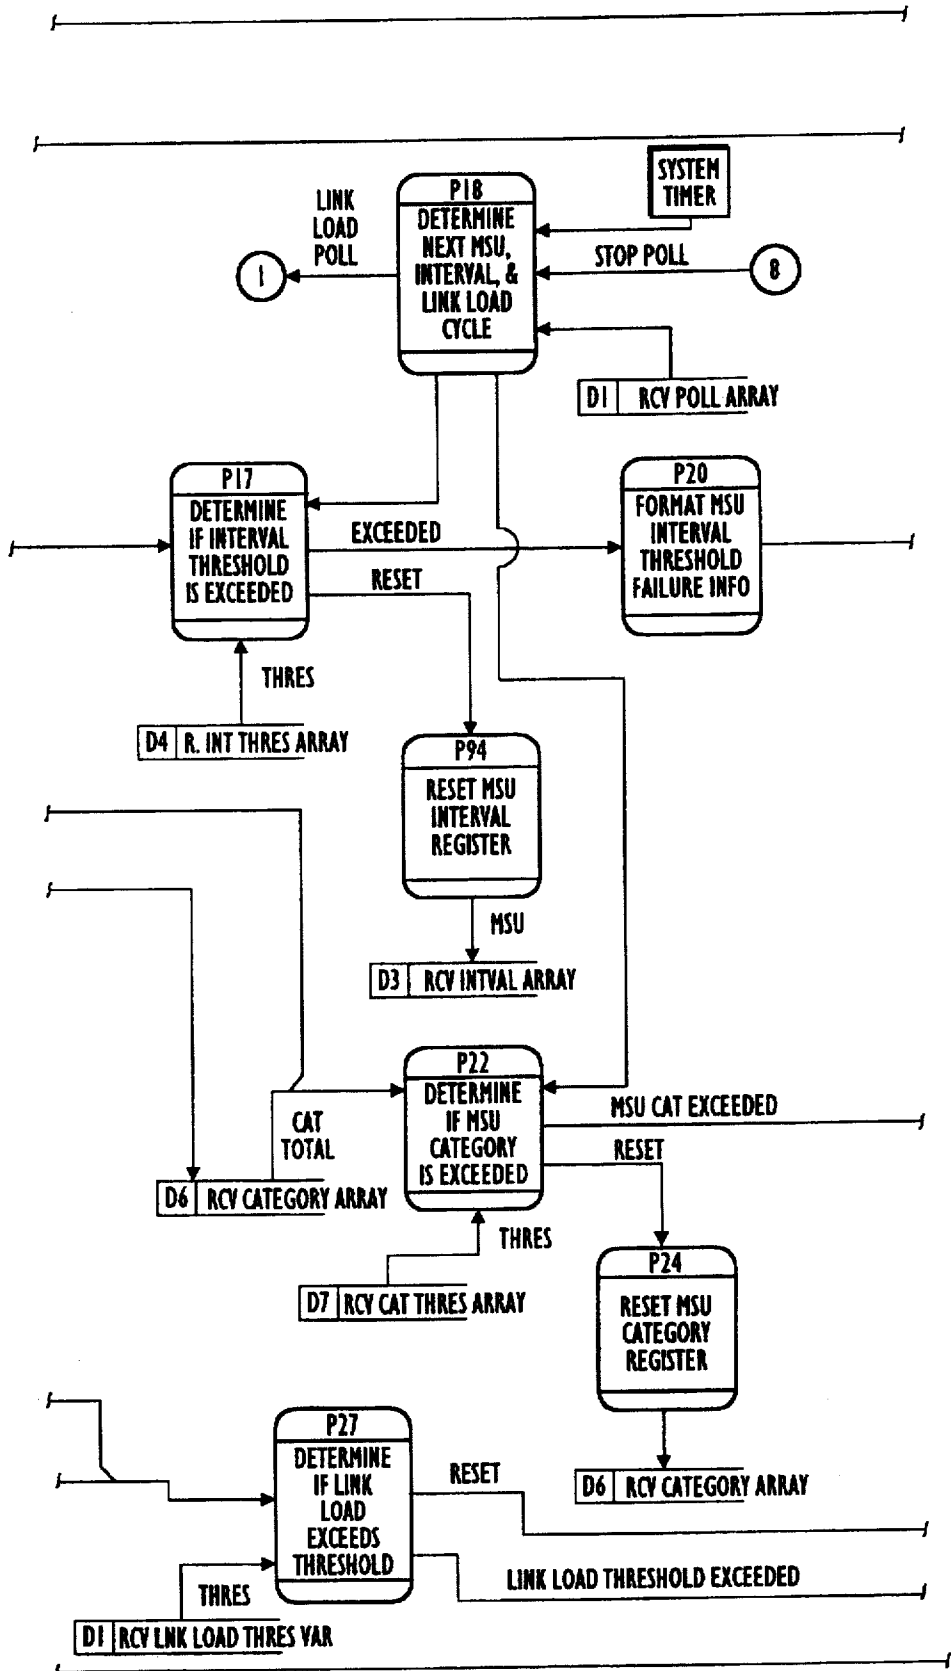 SYSTEM
TIMER
P18
DETERMINE
NEXT MSU,
INTERVAL, &
LINK LOAD
CYCLE
LINK
LOAD
POLL
1
STOP POLL
8
D1 RCV POLL ARRAY
P17
DETERMINE
IF INTERVAL
THRESHOLD
IS EXCEEDED
EXCEEDED
RESET
P20
FORMAT MSU
INTERVAL
THRESHOLD
FAILURE INFO
THRES
D4 R. INT THRES ARRAY
P94
RESET MSU
INTERVAL
REGISTER
MSU
D3 RCV INTVAL ARRAY
P22
DETERMINE
IF MSU
CATEGORY
IS EXCEEDED
MSU CAT EXCEEDED
RESET
CAT
TOTAL
D6 RCV CATEGORY ARRAY
THRES
D7 RCV CAT THRES ARRAY
P24
RESET MSU
CATEGORY
REGISTER
D6 RCV CATEGORY ARRAY
P27
DETERMINE
IF LINK
LOAD
EXCEEDS
THRESHOLD
RESET
LINK LOAD THRESHOLD EXCEEDED
THRES
D1 RCV LNK LOAD THRES VAR